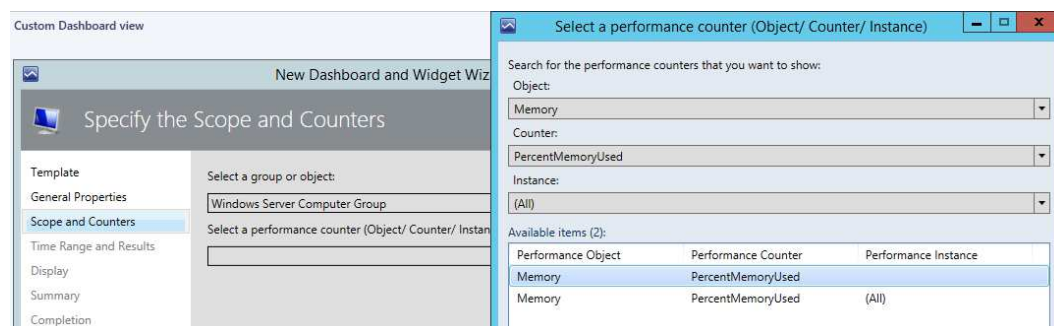 Custom Dashboard view
New Dashboard and Widget Wiz
Specify the Scope and Counters
Template
General Properties
Scope and Counters
Time Range and Results
Display
Summary
Completion
Select a group or object:
Windows Server Computer Group
Select a performance counter (Object/ Counter/ Instan
Select a performance counter (Object/ Counter/ Instance)
Search for the performance counters that you want to show:
Object:
Memory
Counter:
PercentMemoryUsed
Instance:
(All)
Available items (2):
Performance Object Performance Counter Performance Instance
Memory PercentMemoryUsed
Memory PercentMemoryUsed (All)